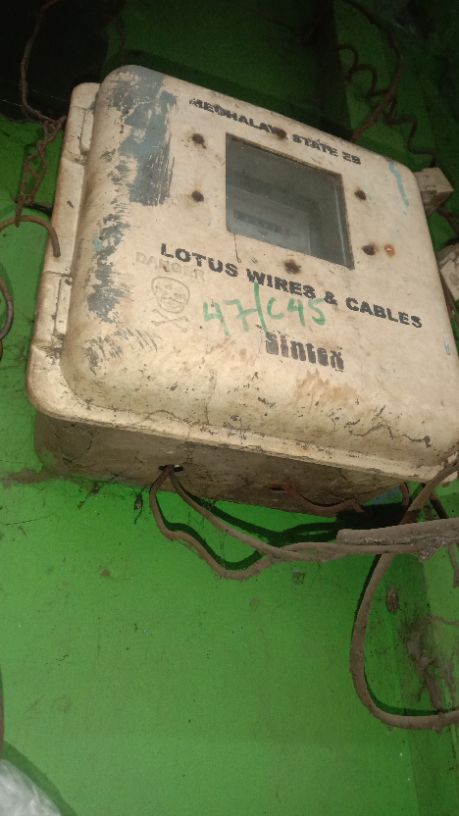 MEGHALAYA STATE EB
LOTUS WIRES & CABLES
DANGER
47/C45
Sintex